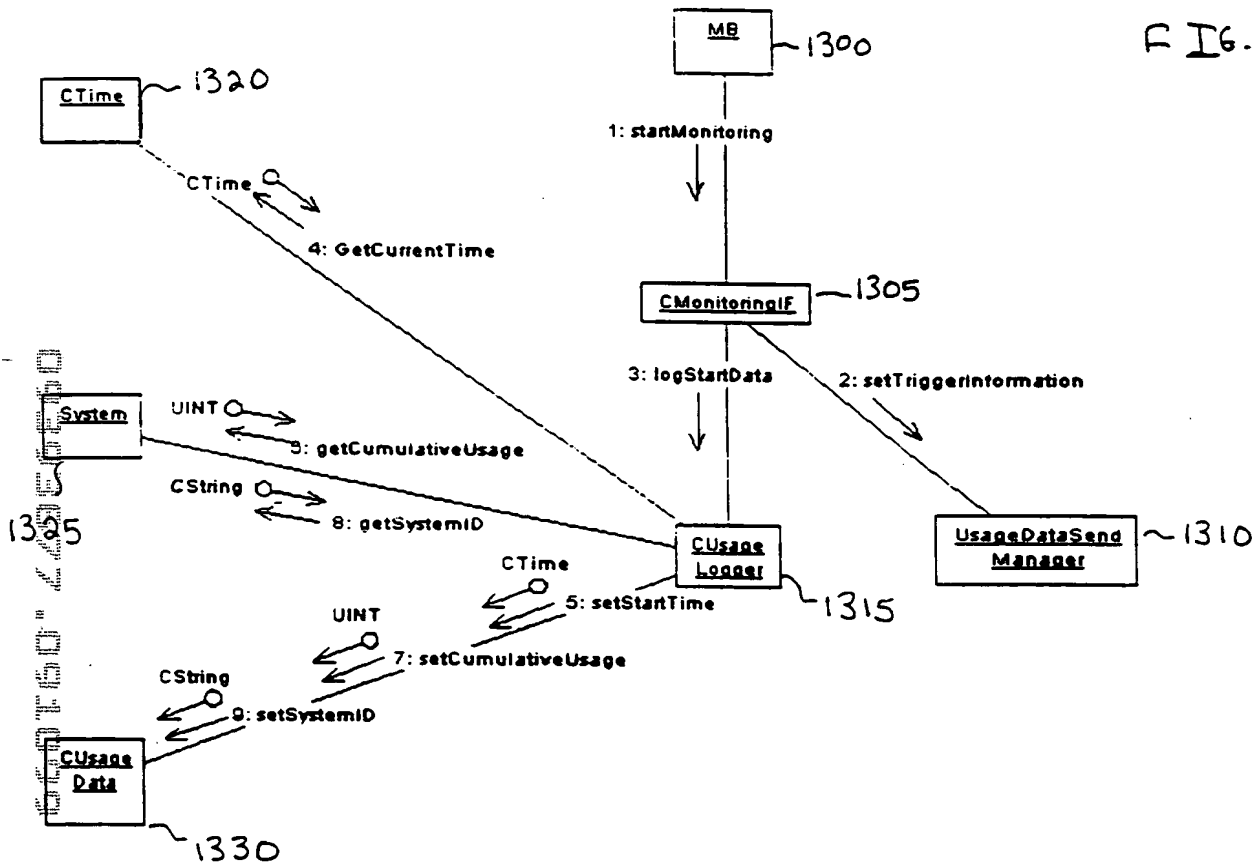 FIG.
MB
1300
1320
CTime
1: startMonitoring
CTime
4: GetCurrentTime
CMonitoringIF
1305
3: logStartData
2: setTriggerInformation
System
UINT
getCumulativeUsage
CString
8: getSystemID
1325
CUsage
Logger
1315
UsageDataSend
Manager
1310
CTime
5: setStartTime
UINT
7: setCumulativeUsage
CString
9: setSystemID
CUsage
Data
1330